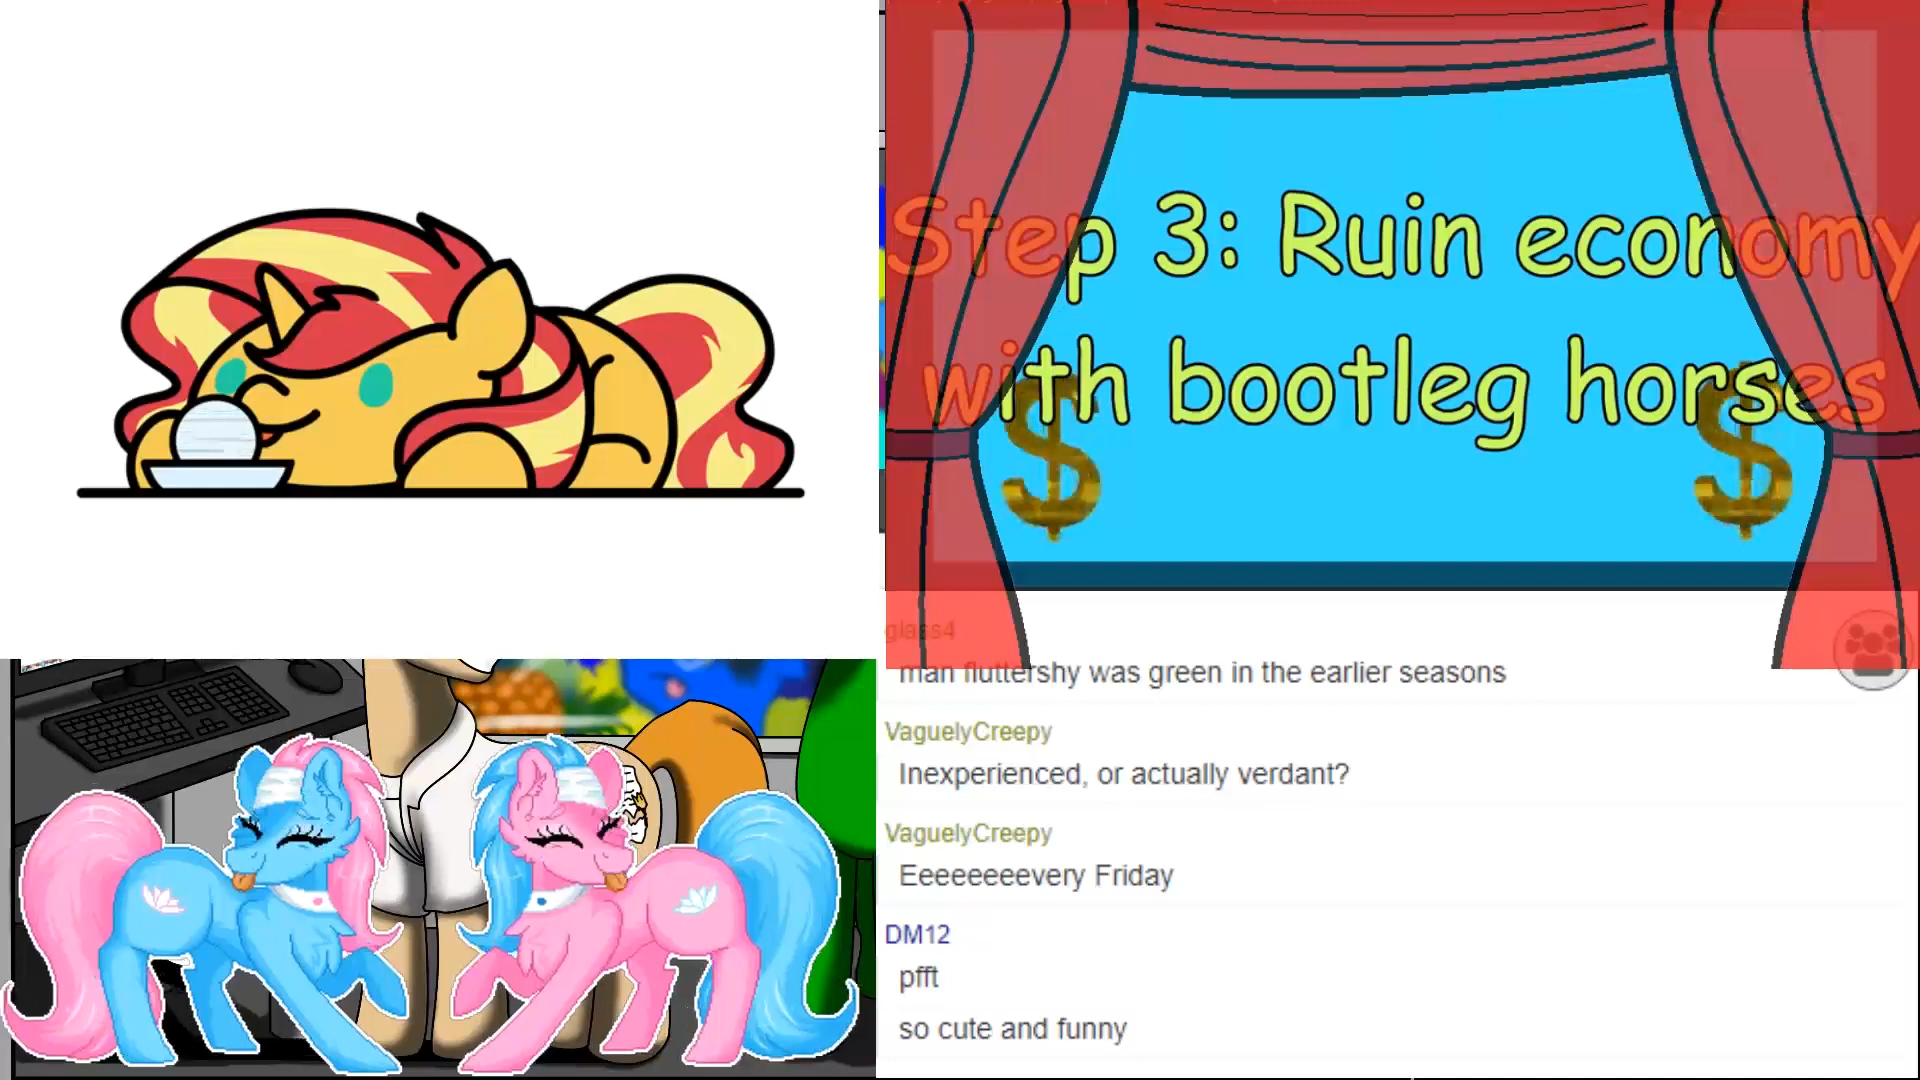 Step 3: Ruin economy
with bootleg horses
glass4
man fluttershy was green in the earlier seasons
VaguelyCreepy
Inexperienced, or actually verdant?
VaguelyCreepy
Eeeeeeeevery Friday
DM12
pfft
so cute and funny